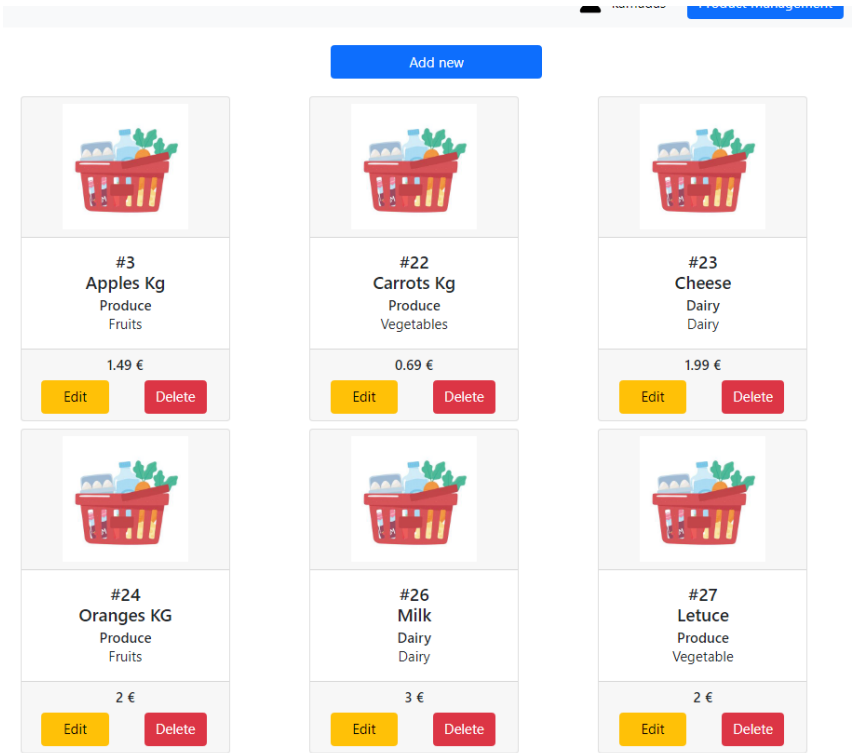 Product Management
Add new
#3
Apples Kg
Produce
Fruits
1.49 €
Edit
Delete
#22
Carrots Kg
Produce
Vegetables
0.69 €
Edit
Delete
#23
Cheese
Dairy
Dairy
1.99 €
Edit
Delete
#24
Oranges KG
Produce
Fruits
2 €
Edit
Delete
#26
Milk
Dairy
Dairy
3 €
Edit
Delete
#27
Letuce
Produce
Vegetable
2 €
Edit
Delete